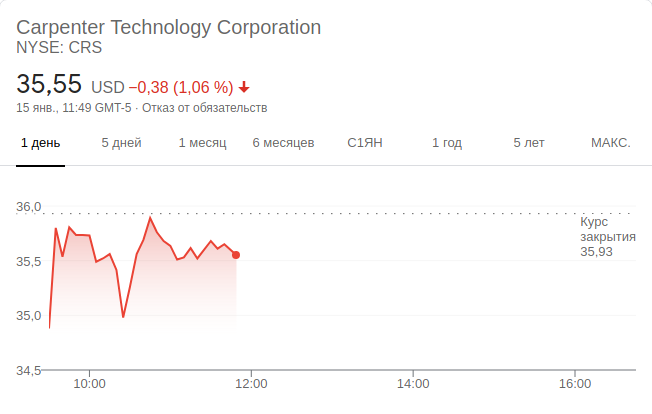 Carpenter Technology Corporation
NYSE: CRS
35,55 USD −0,38 (1,06 %)
15 янв., 11:49 GMT-5 · Отказ от обязательств
1 день 5 дней 1 месяц 6 месяцев С1ЯН 1 год 5 лет МАКС.
36,0
Курс
закрытия
35,93
35,5
35,0
34,5
10:00 12:00 14:00 16:00